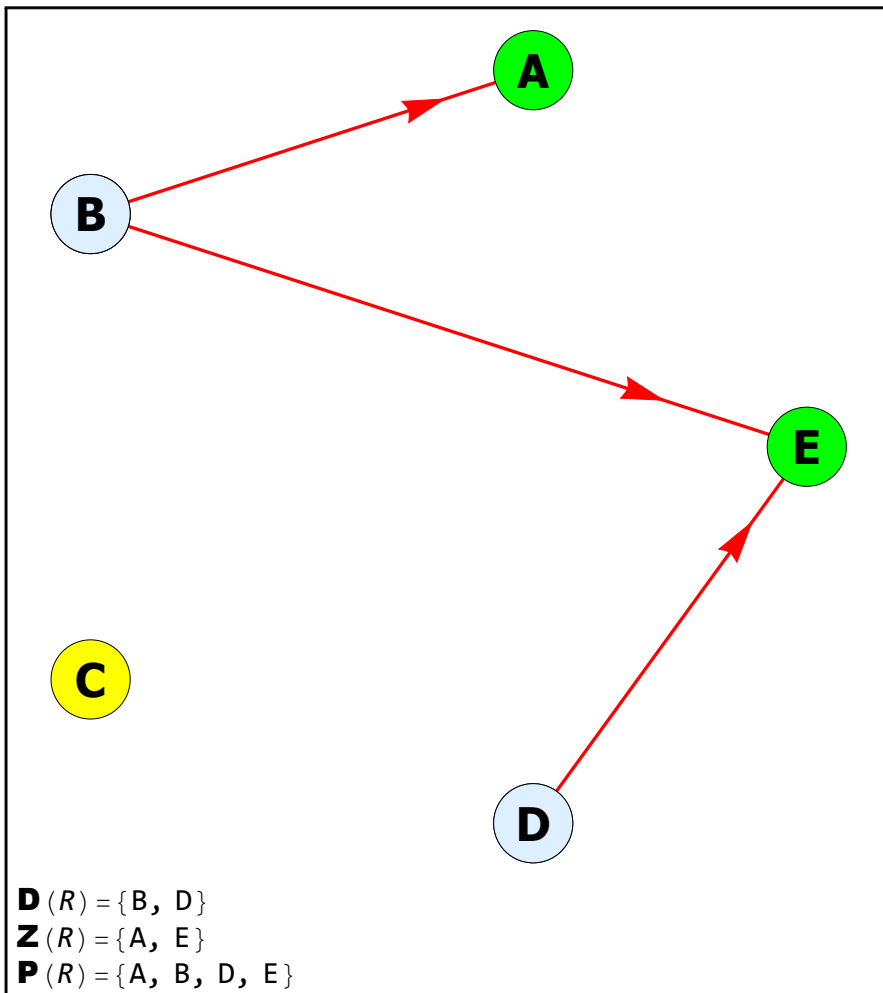 A
B
E
C
D
D (R) = {B, D}
Z (R) = {A, E}
P (R) = {A, B, D, E}